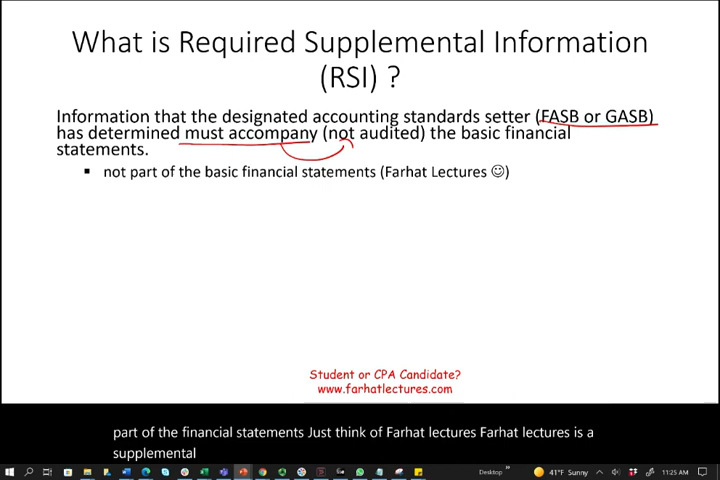 What is Required Supplemental Information
(RSI) ?
Information that the designated accounting standards setter (FASB or GASB)
has determined must accompany (not audited) the basic financial
statements.
▪ not part of the basic financial statements (Farhat Lectures ☺)
Student or CPA Candidate?
www.farhatlectures.com
part of the financial statements Just think of Farhat lectures Farhat lectures is a
supplemental
Desktop
41°F Sunny
11:25 AM